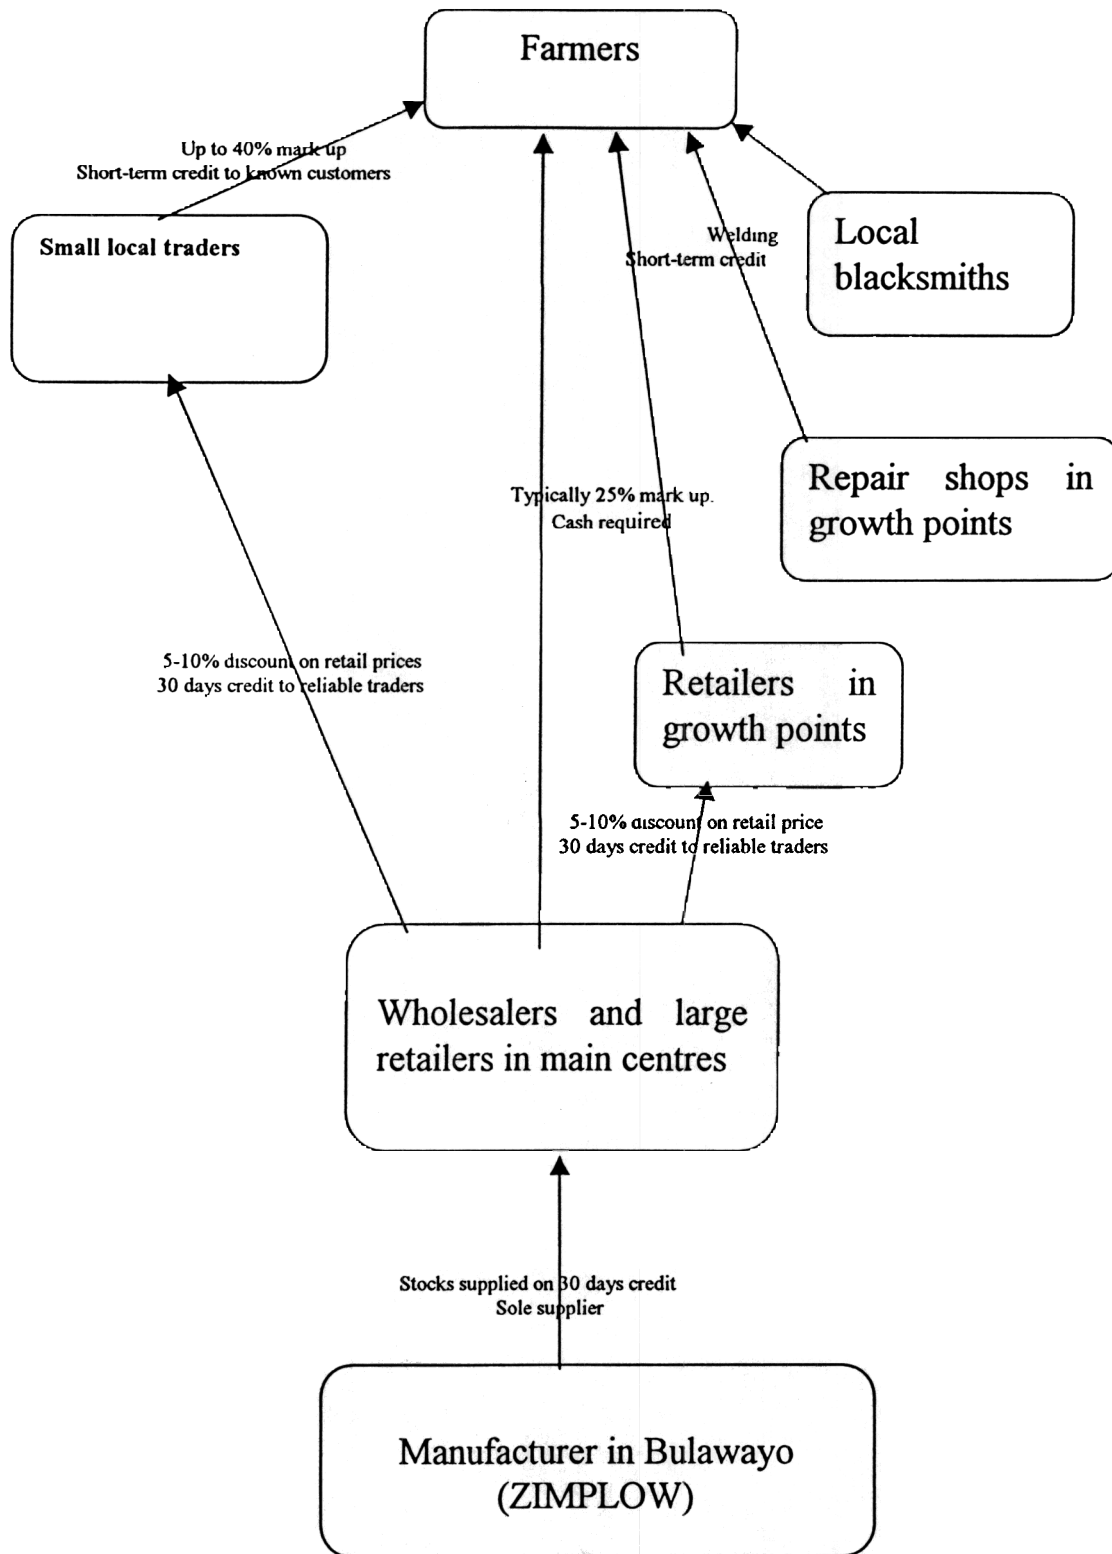 Farmers
Up to 40% mark up
Short-term credit to known customers
Small local traders
Welding
Short-term credit
Local
blacksmiths
Typically 25% mark up.
Cash required
Repair shops in
growth points
5-10% discount on retail prices
30 days credit to reliable traders
Retailers in
growth points
5-10% discount on retail price
30 days credit to reliable traders
Wholesalers and large
retailers in main centres
Stocks supplied on 30 days credit
Sole supplier
Manufacturer in Bulawayo
(ZIMPLOW)